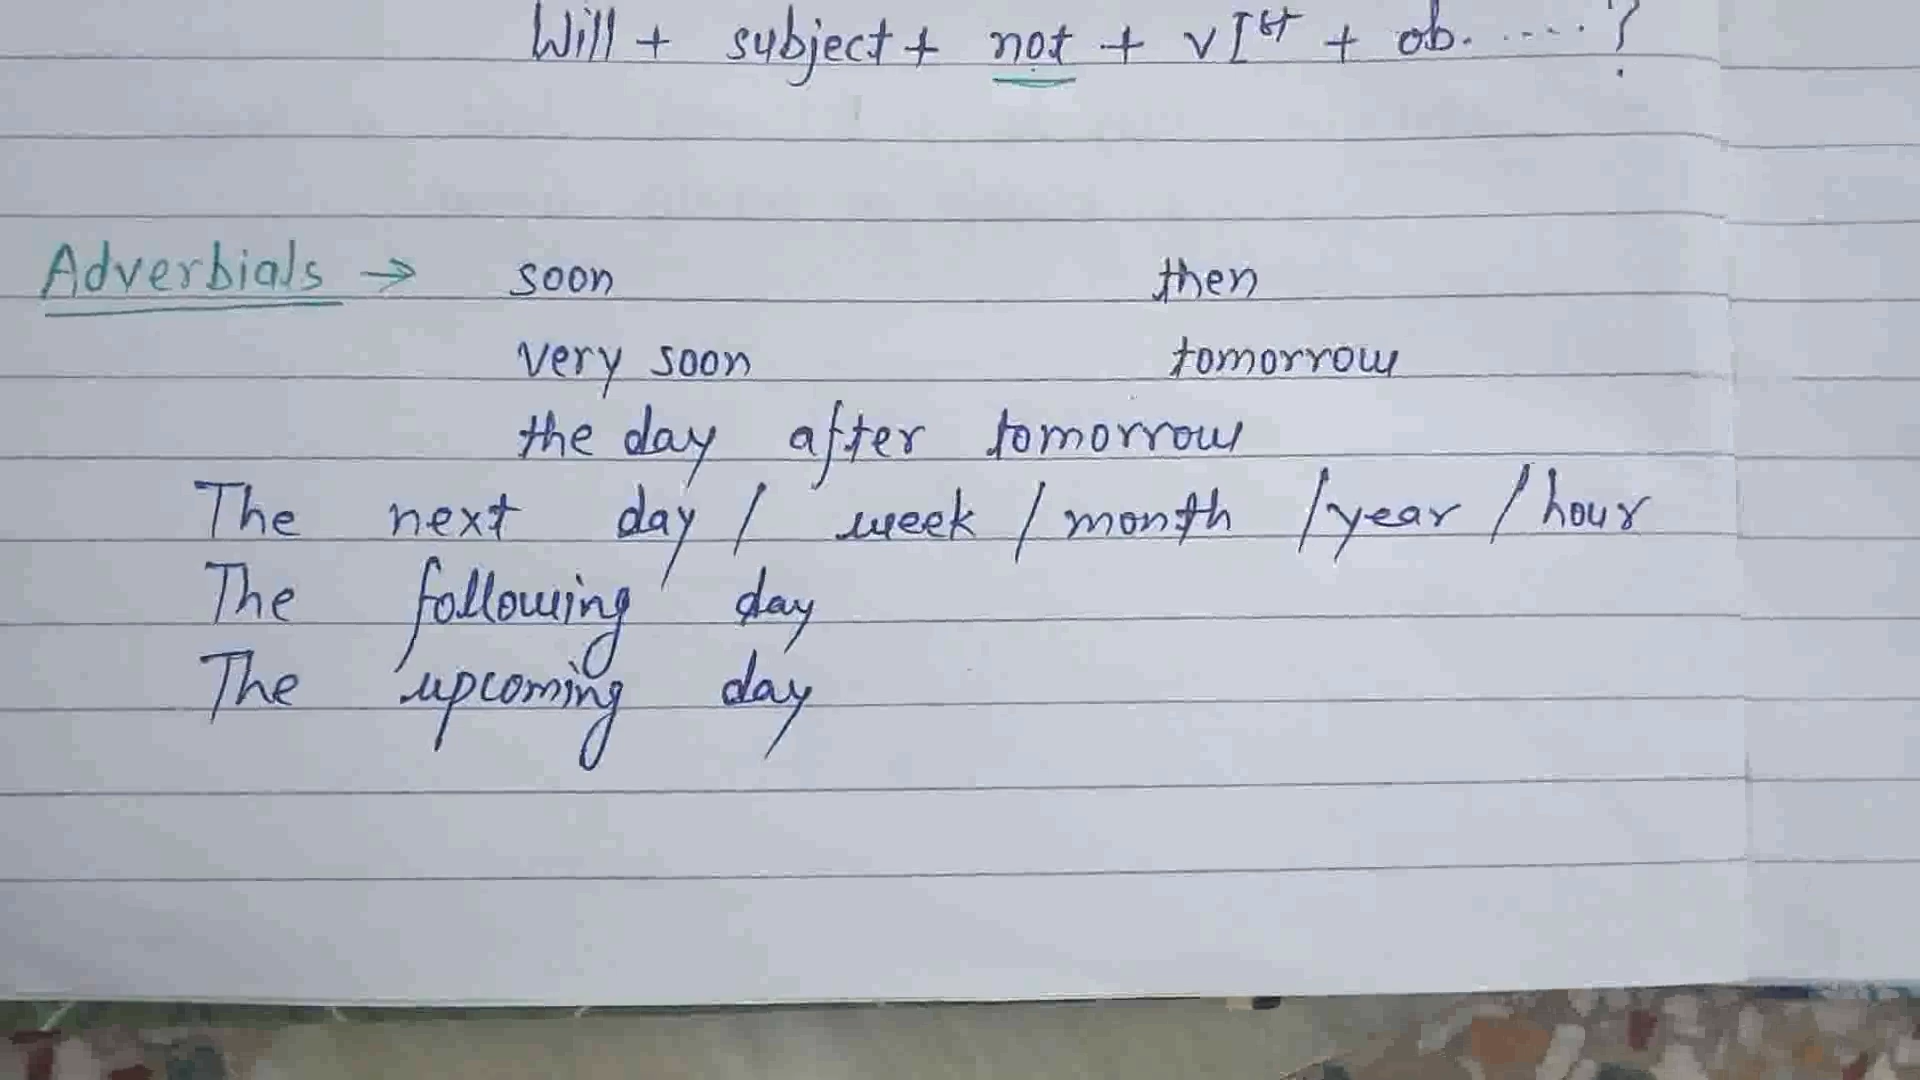 Will + subject + not + v Ist + ob. ....?
Adverbials → soon then
very soon tomorrow
the day after tomorrow
The next day / week / month / year / hour
The following day
The upcoming day